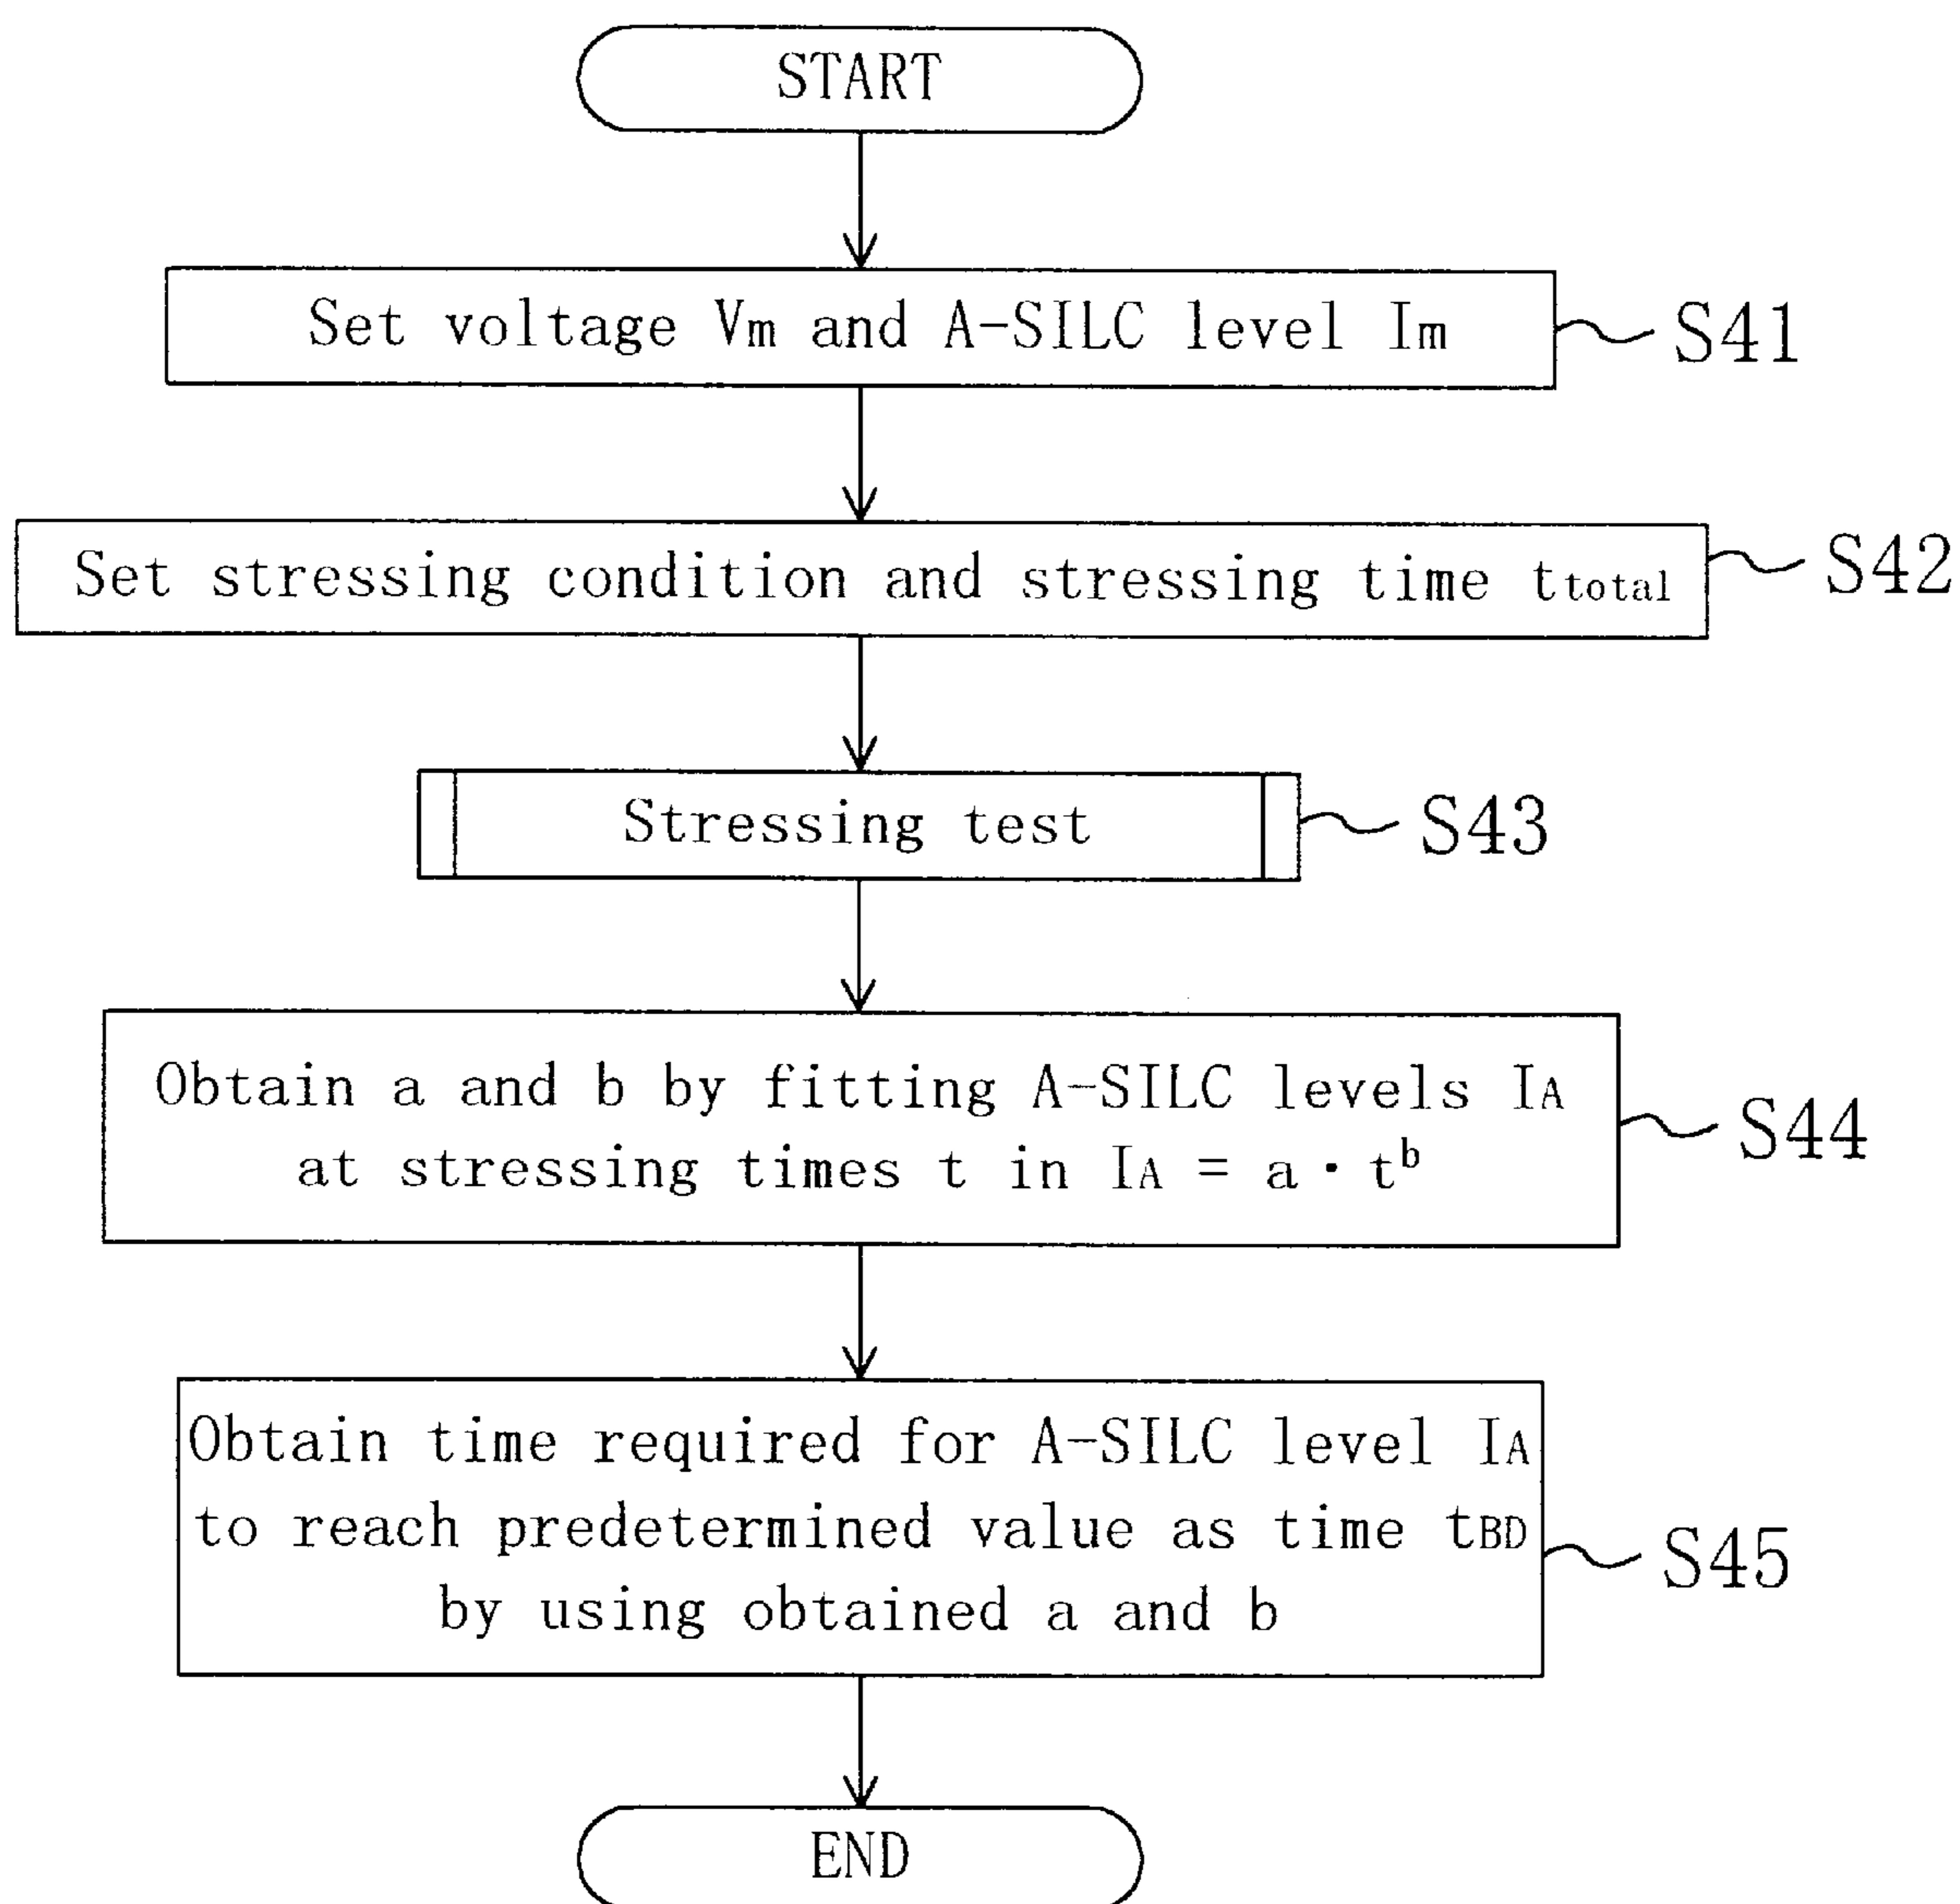 START
Set voltage Vm and A-SILC level Im
S41
Set stressing condition and stressing time ttotal
S42
Stressing test
S43
Obtain a and b by fitting A-SILC levels IA
at stressing times t in IA = a · t^b
S44
Obtain time required for A-SILC level IA
to reach predetermined value as time tBD
by using obtained a and b
S45
END